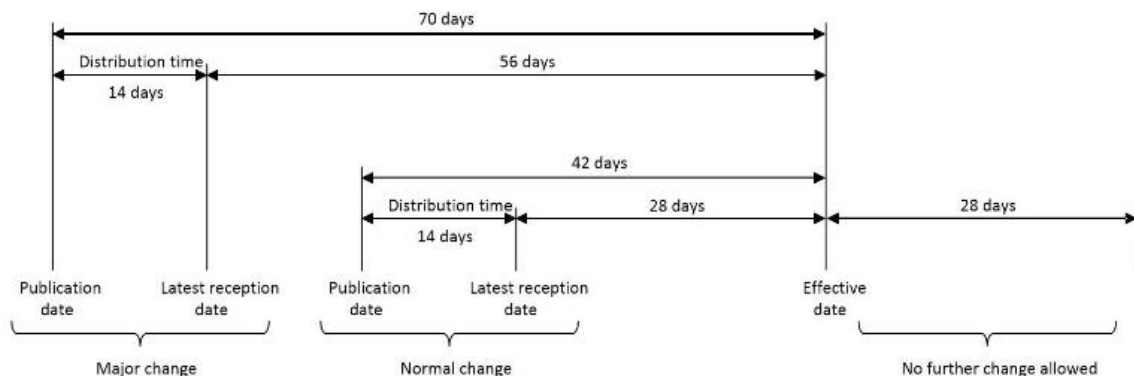 70 days
Distribution time
56 days
14 days
42 days
Distribution time
28 days
28 days
14 days
Publication
date
Latest reception
date
Publication
date
Latest reception
date
Effective
date
Major change
Normal change
No further change allowed